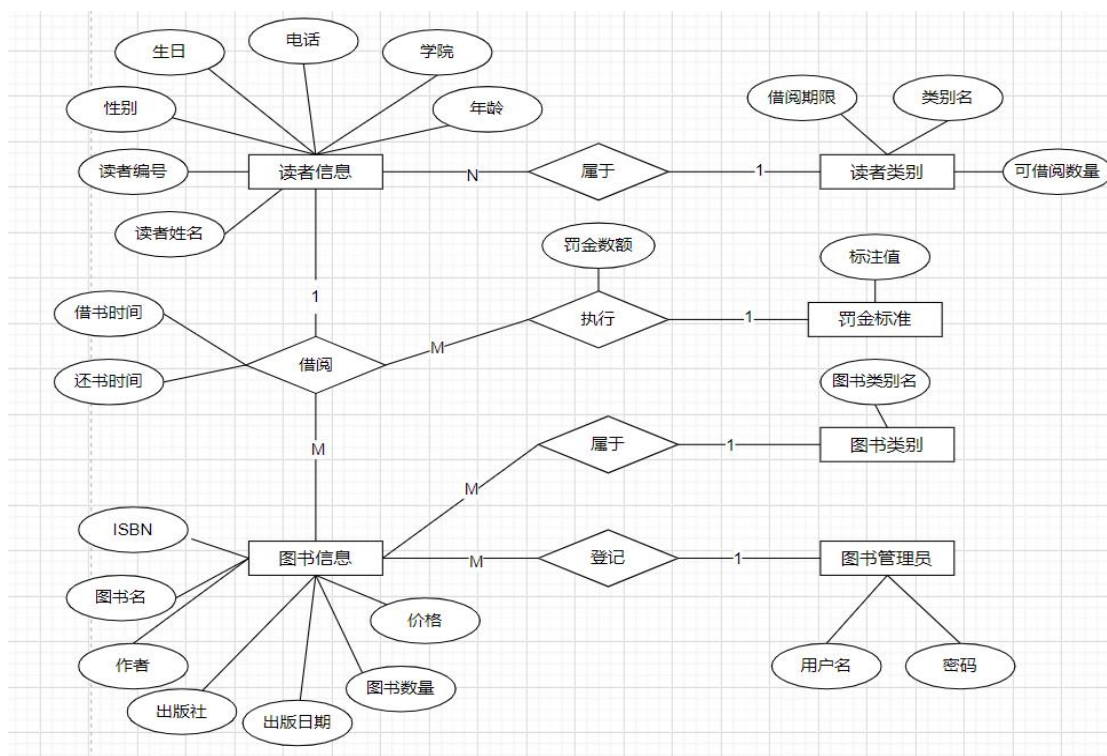 电话
生日
学院
性别
年龄
借阅期限
类别名
读者编号
读者信息
N
属于
1
读者类别
可借阅数量
读者姓名
罚金数额
标注值
1
借书时间
执行
1
罚金标准
M
借阅
还书时间
图书类别名
M
属于
1
图书类别
M
ISBN
图书信息
M
登记
1
图书管理员
图书名
价格
作者
用户名
密码
图书数量
出版社
出版日期